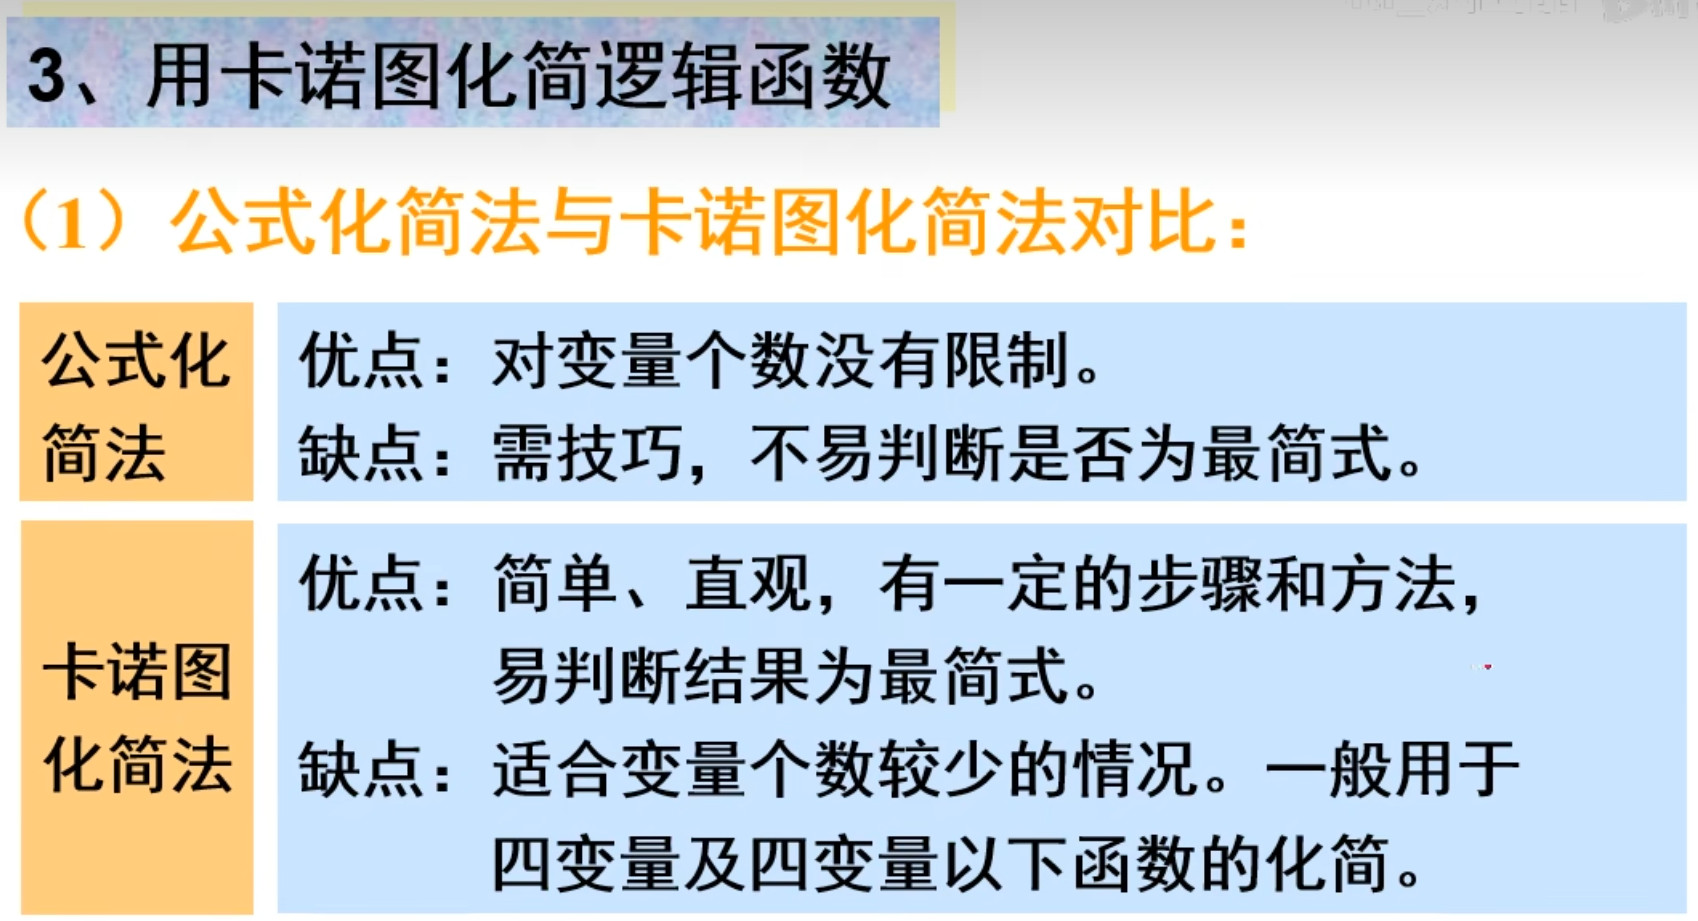 3、用卡诺图化简逻辑函数
（1）公式化简法与卡诺图化简法对比：
公式化
简法
优点：对变量个数没有限制。
缺点：需技巧，不易判断是否为最简式。
卡诺图
化简法
优点：简单、直观，有一定的步骤和方法，
易判断结果为最简式。
缺点：适合变量个数较少的情况。一般用于
四变量及四变量以下函数的化简。